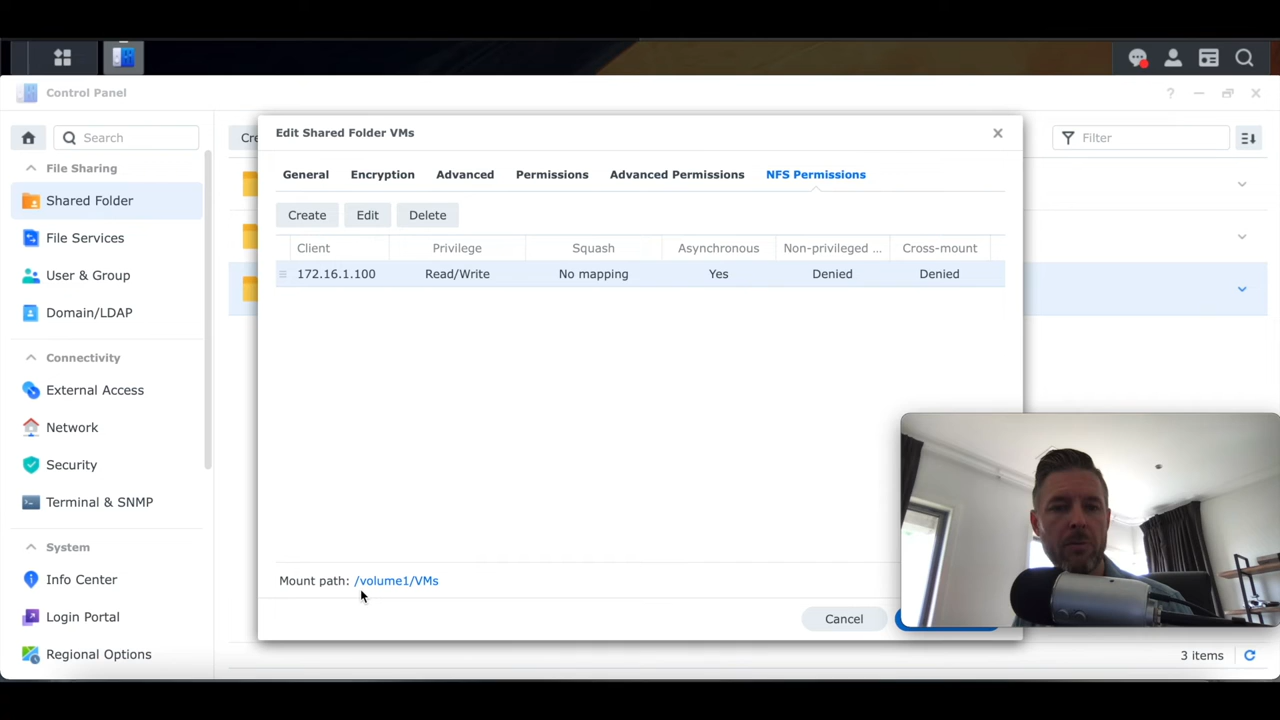 Control Panel
?
Search
File Sharing
Shared Folder
File Services
User & Group
Domain/LDAP
Connectivity
External Access
Network
Security
Terminal & SNMP
System
Info Center
Login Portal
Regional Options
Cre
Filter
Edit Shared Folder VMs
General Encryption Advanced Permissions Advanced Permissions NFS Permissions
Create Edit Delete
Client Privilege Squash Asynchronous Non-privileged ... Cross-mount
172.16.1.100 Read/Write No mapping Yes Denied Denied
Mount path: /volume1/VMs
Cancel
3 items